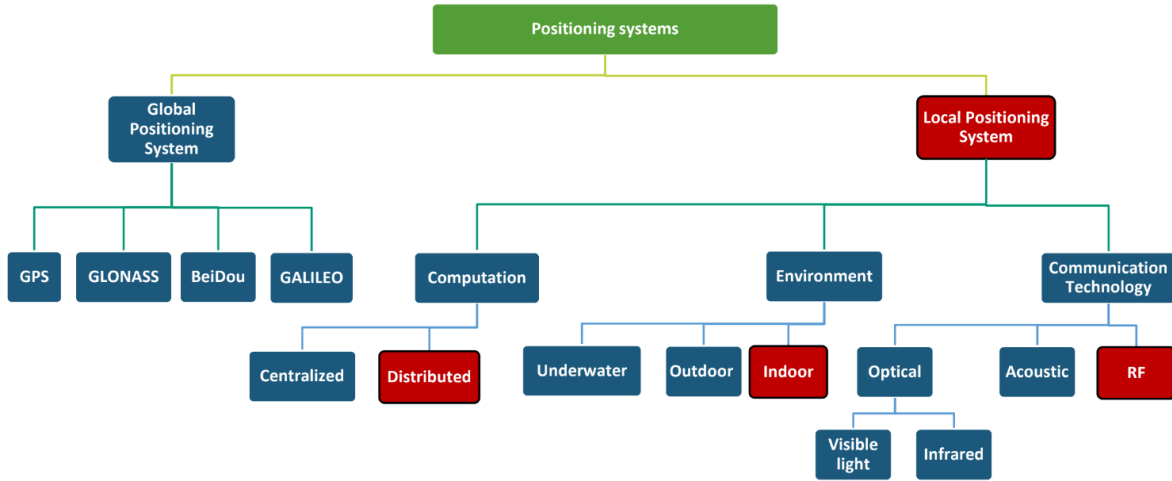 Positioning systems
Global
Positioning
System
Local Positioning
System
GPS
GLONASS
BeiDou
GALILEO
Computation
Environment
Communication
Technology
Centralized
Distributed
Underwater
Outdoor
Indoor
Optical
Acoustic
RF
Visible
light
Infrared